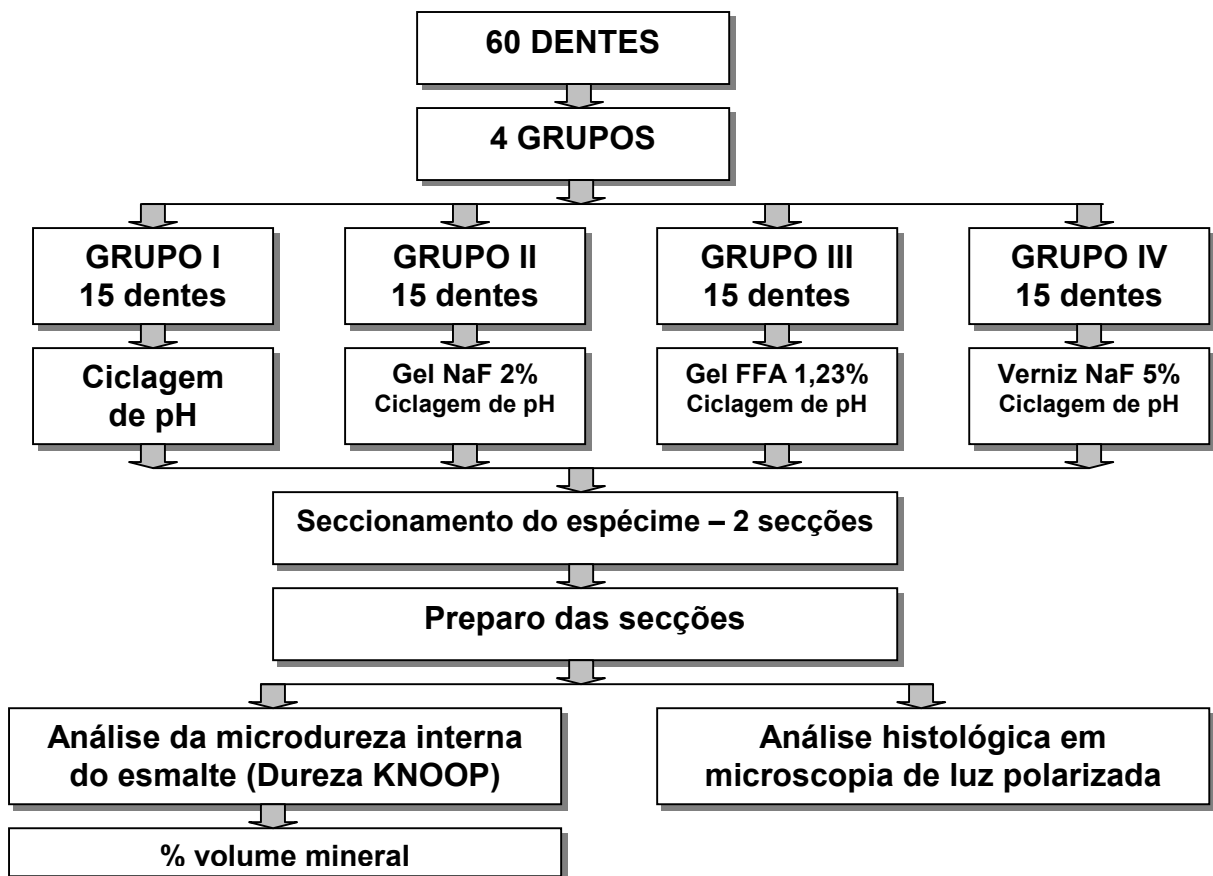 60 DENTES
4 GRUPOS
GRUPO I
15 dentes
GRUPO II
15 dentes
GRUPO III
15 dentes
GRUPO IV
15 dentes
Ciclagem
de pH
Gel NaF 2%
Ciclagem de pH
Gel FFA 1,23%
Ciclagem de pH
Verniz NaF 5%
Ciclagem de pH
Seccionamento do espécime – 2 secções
Preparo das secções
Análise da microdureza interna
do esmalte (Dureza KNOOP)
Análise histológica em
microscopia de luz polarizada
% volume mineral